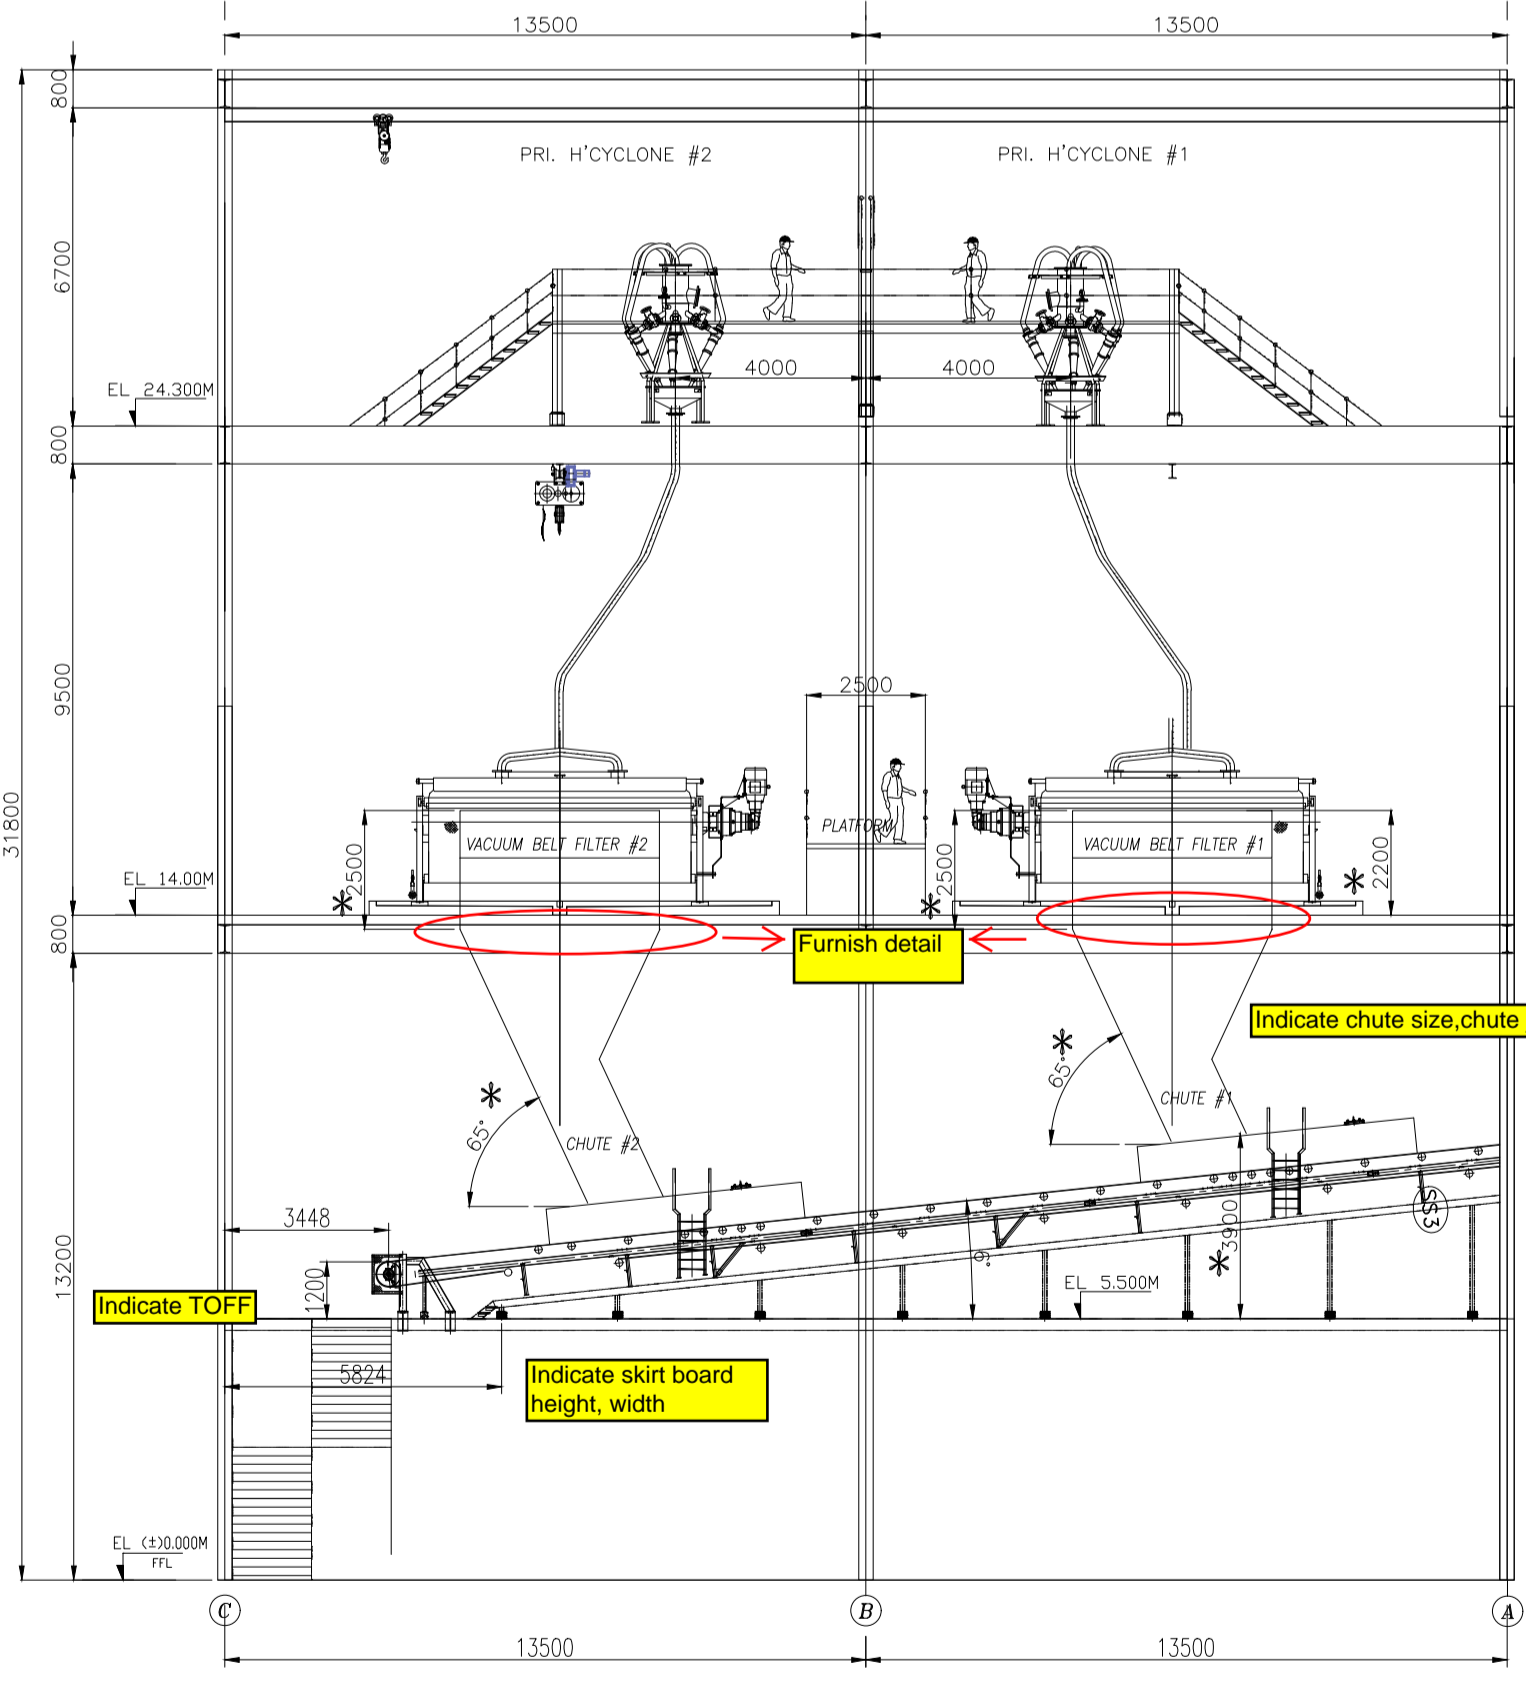 13500
13500
800
PRI. H'CYCLONE #2
PRI. H'CYCLONE #1
6700
4000
4000
EL 24.300M
800
9500
2500
31800
PLATFORM
VACUUM BELT FILTER #2
VACUUM BELT FILTER #1
2500
2500
2200
EL 14.00M
*
*
*
800
Furnish detail
Indicate chute size,chute
65° *
65° *
CHUTE #1
CHUTE #2
3448
SS3
3900
*
6°
13200
1200
EL 5.500M
Indicate TOFF
5824
Indicate skirt board
height, width
EL (±)0.000M
FFL
C
B
A
13500
13500